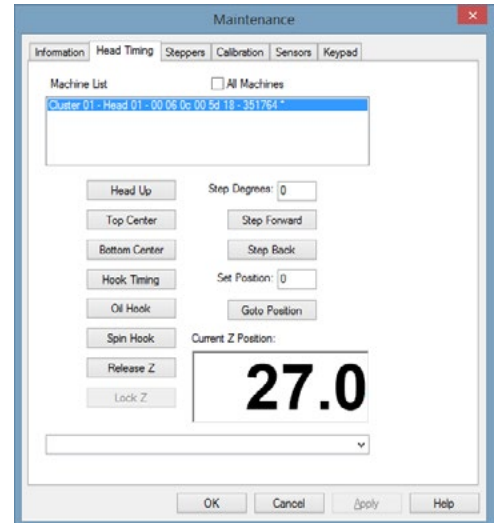 Maintenance
Information Head Timing Steppers Calibration Sensors Keypad
Machine List All Machines
Cluster 01 - Head 01 - 00 06 0c 00 5d 18 - 351764 *
Head Up Step Degrees: 0
Top Center Step Forward
Bottom Center Step Back
Hook Timing Set Position: 0
Oil Hook Goto Position
Spin Hook Current Z Position:
Release Z
27.0
Lock Z
OK Cancel Apply Help